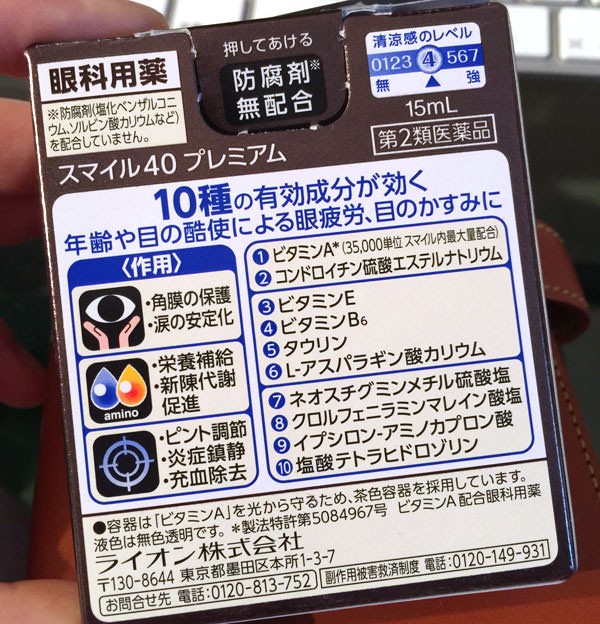 押してあける
防腐剤※
無配合
眼科用薬
※防腐剤(塩化ベンザルコニ
ウム、ソルビン酸カリウムなど)
を配合していません。
清涼感のレベル
0123 4 567
無 強
15mL
第2類医薬品
スマイル40 プレミアム
10種の有効成分が効く
年齢や目の酷使による眼疲労、目のかすみに
〈作用〉
・角膜の保護
・涙の安定化
amino
・栄養補給
・新陳代謝
促進
・ピント調節
・炎症鎮静
・充血除去
①ビタミンA*(35,000単位 スマイル内最大量配合)
②コンドロイチン硫酸エステルナトリウム
③ビタミンE
④ビタミンB₆
⑤タウリン
⑥L-アスパラギン酸カリウム
⑦ネオスチグミンメチル硫酸塩
⑧クロルフェニラミンマレイン酸塩
⑨イプシロン-アミノカプロン酸
⑩塩酸テトラヒドロゾリン
●容器は「ビタミンA」を光から守るため、茶色容器を採用しています。
液色は無色透明です。*製法特許第5084967号 ビタミンA 配合眼科用薬
ライオン株式会社
〒130-8644 東京都墨田区本所1-3-7
お問合せ先 電話:0120-813-752
副作用被害救済制度 電話:0120-149-931